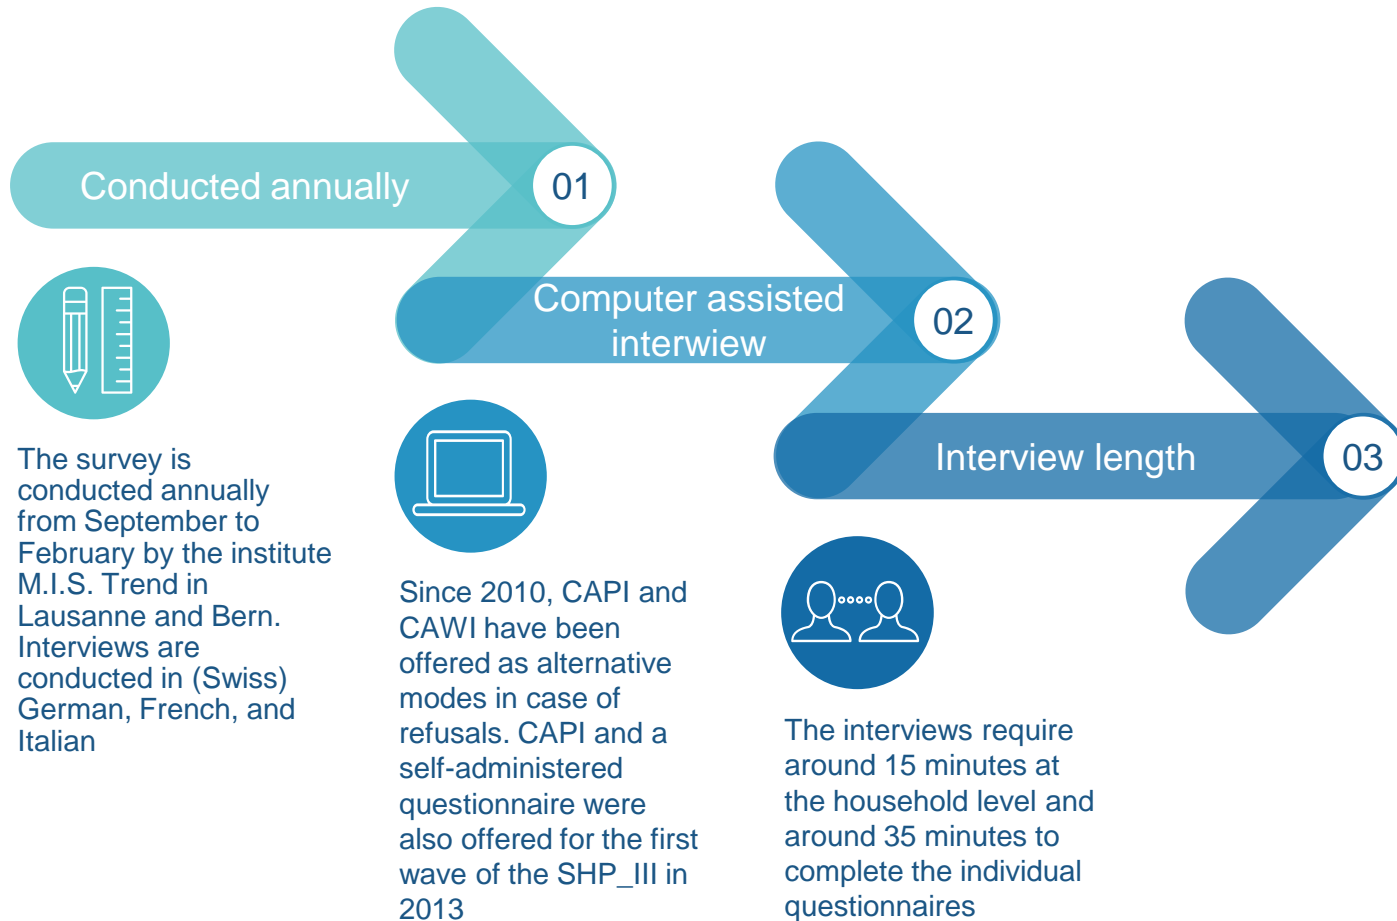 Conducted annually
01
The survey is
conducted annually
from September to
February by the institute
M.I.S. Trend in
Lausanne and Bern.
Interviews are
conducted in (Swiss)
German, French, and
Italian
Computer assisted
interwiew
02
Since 2010, CAPI and
CAWI have been
offered as alternative
modes in case of
refusals. CAPI and a
self-administered
questionnaire were
also offered for the first
wave of the SHP_III in
2013
Interview length
03
The interviews require
around 15 minutes at
the household level and
around 35 minutes to
complete the individual
questionnaires